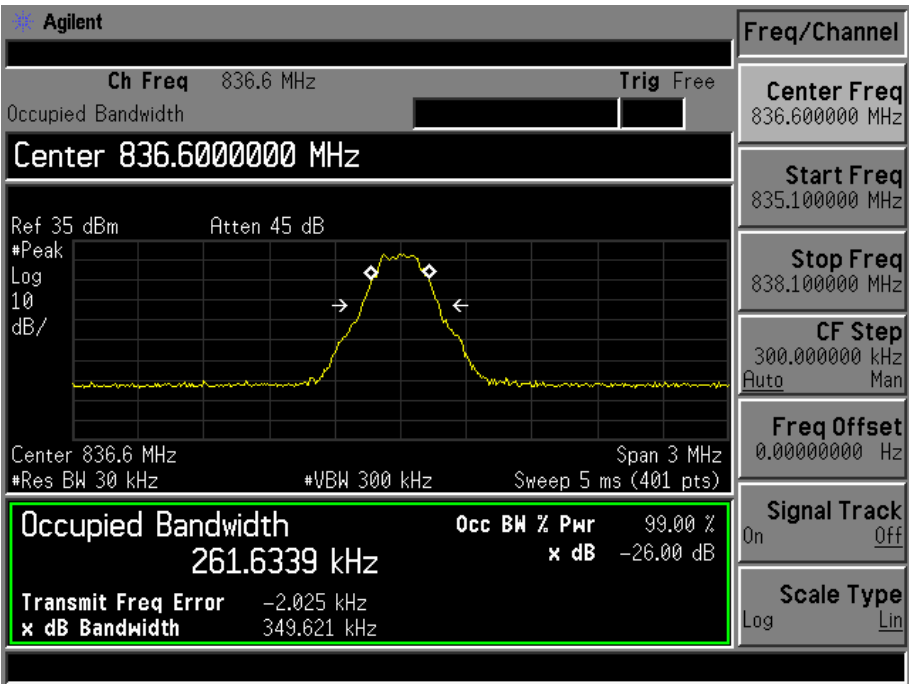 Agilent
Freq/Channel
Ch Freq 836.6 MHz Trig Free
Occupied Bandwidth
Center 836.6000000 MHz
Ref 35 dBm Atten 45 dB
#Peak
Log
10
dB/
Center 836.6 MHz Span 3 MHz
#Res BW 30 kHz #VBW 300 kHz Sweep 5 ms (401 pts)
Occupied Bandwidth Occ BW % Pwr 99.00 %
261.6339 kHz x dB -26.00 dB
Transmit Freq Error -2.025 kHz
x dB Bandwidth 349.621 kHz
Center Freq
836.600000 MHz
Start Freq
835.100000 MHz
Stop Freq
838.100000 MHz
CF Step
300.000000 kHz
Auto Man
Freq Offset
0.00000000 Hz
Signal Track
On Off
Scale Type
Log Lin